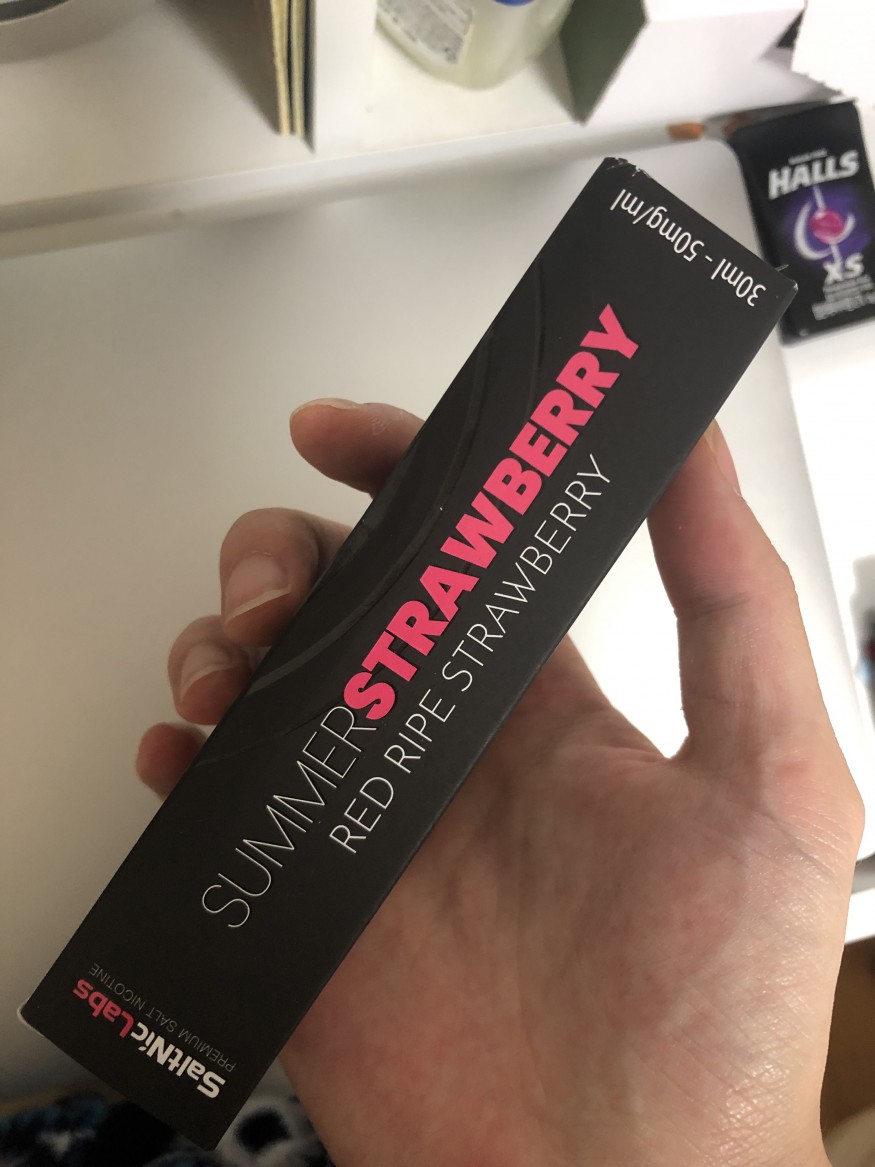 30ml - 50mg/ml
SUMMERSTRAWBERRY
RED RIPE STRAWBERRY
SaltNicLabs
PREMIUM SALT NICOTINE
HALLS
XS